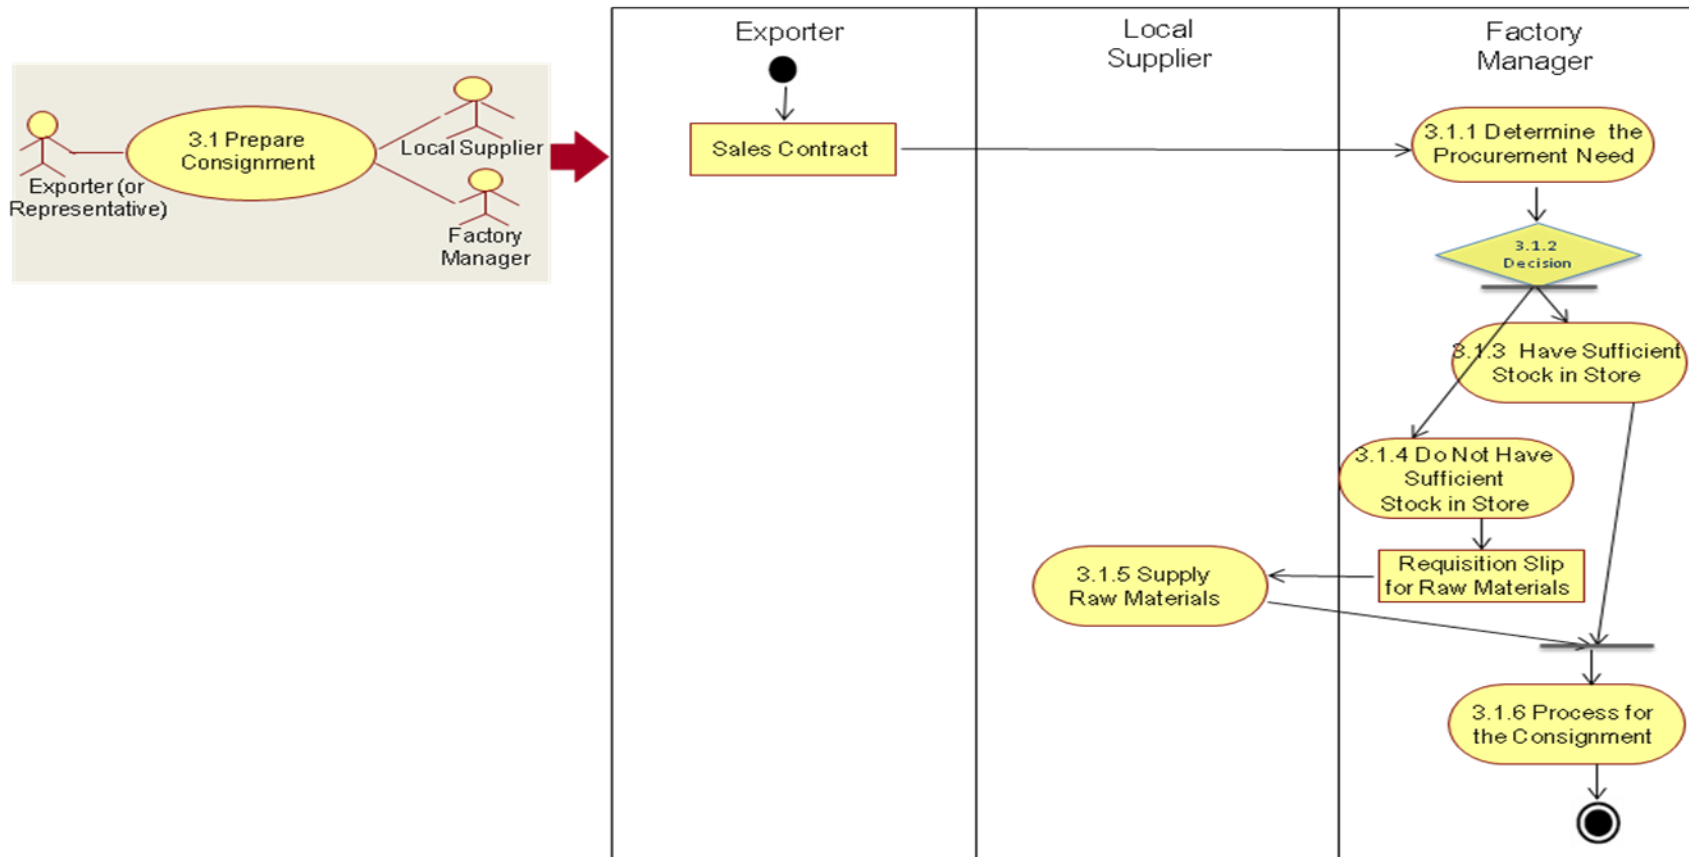 3.1 Prepare
Consignment
Exporter (or
Representative)
Local Supplier
Factory
Manager
Exporter
Local
Supplier
Factory
Manager
Sales Contract
3.1.1 Determine the
Procurement Need
3.1.2
Decision
3.1.3 Have Sufficient
Stock in Store
3.1.4 Do Not Have
Sufficient
Stock in Store
Requisition Slip
for Raw Materials
3.1.5 Supply
Raw Materials
3.1.6 Process for
the Consignment